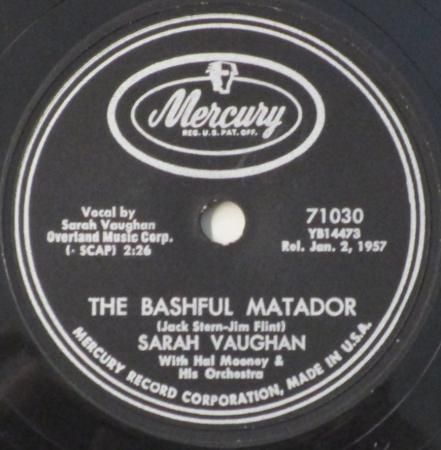 Mercury
REG. U.S. PAT. OFF.
Vocal by
Sarah Vaughan
Overland Music Corp.
( · SCAP) 2:26
71030
YB14473
Rel. Jan. 2, 1957
THE BASHFUL MATADOR
(Jack Stern-Jim Flint)
SARAH VAUGHAN
With Hal Mooney &
His Orchestra
MERCURY RECORD CORPORATION, MADE IN U.S.A.